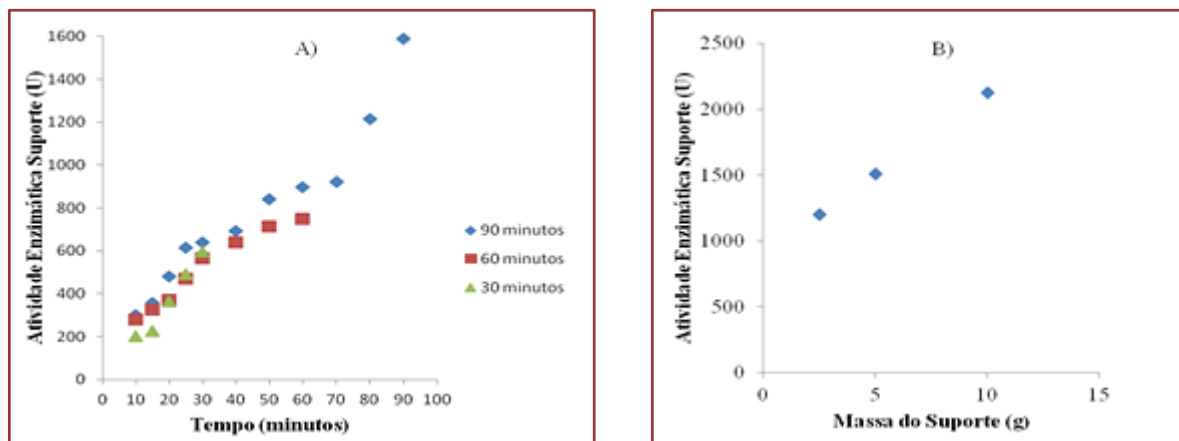 A)
Atividade Enzimática Suporte (U)
1600
1400
1200
1000
800
600
400
200
0
0 10 20 30 40 50 60 70 80 90 100
Tempo (minutos)
90 minutos
60 minutos
30 minutos
B)
Atividade Enzimática Suporte (U)
2500
2000
1500
1000
500
0
0 5 10 15
Massa do Suporte (g)